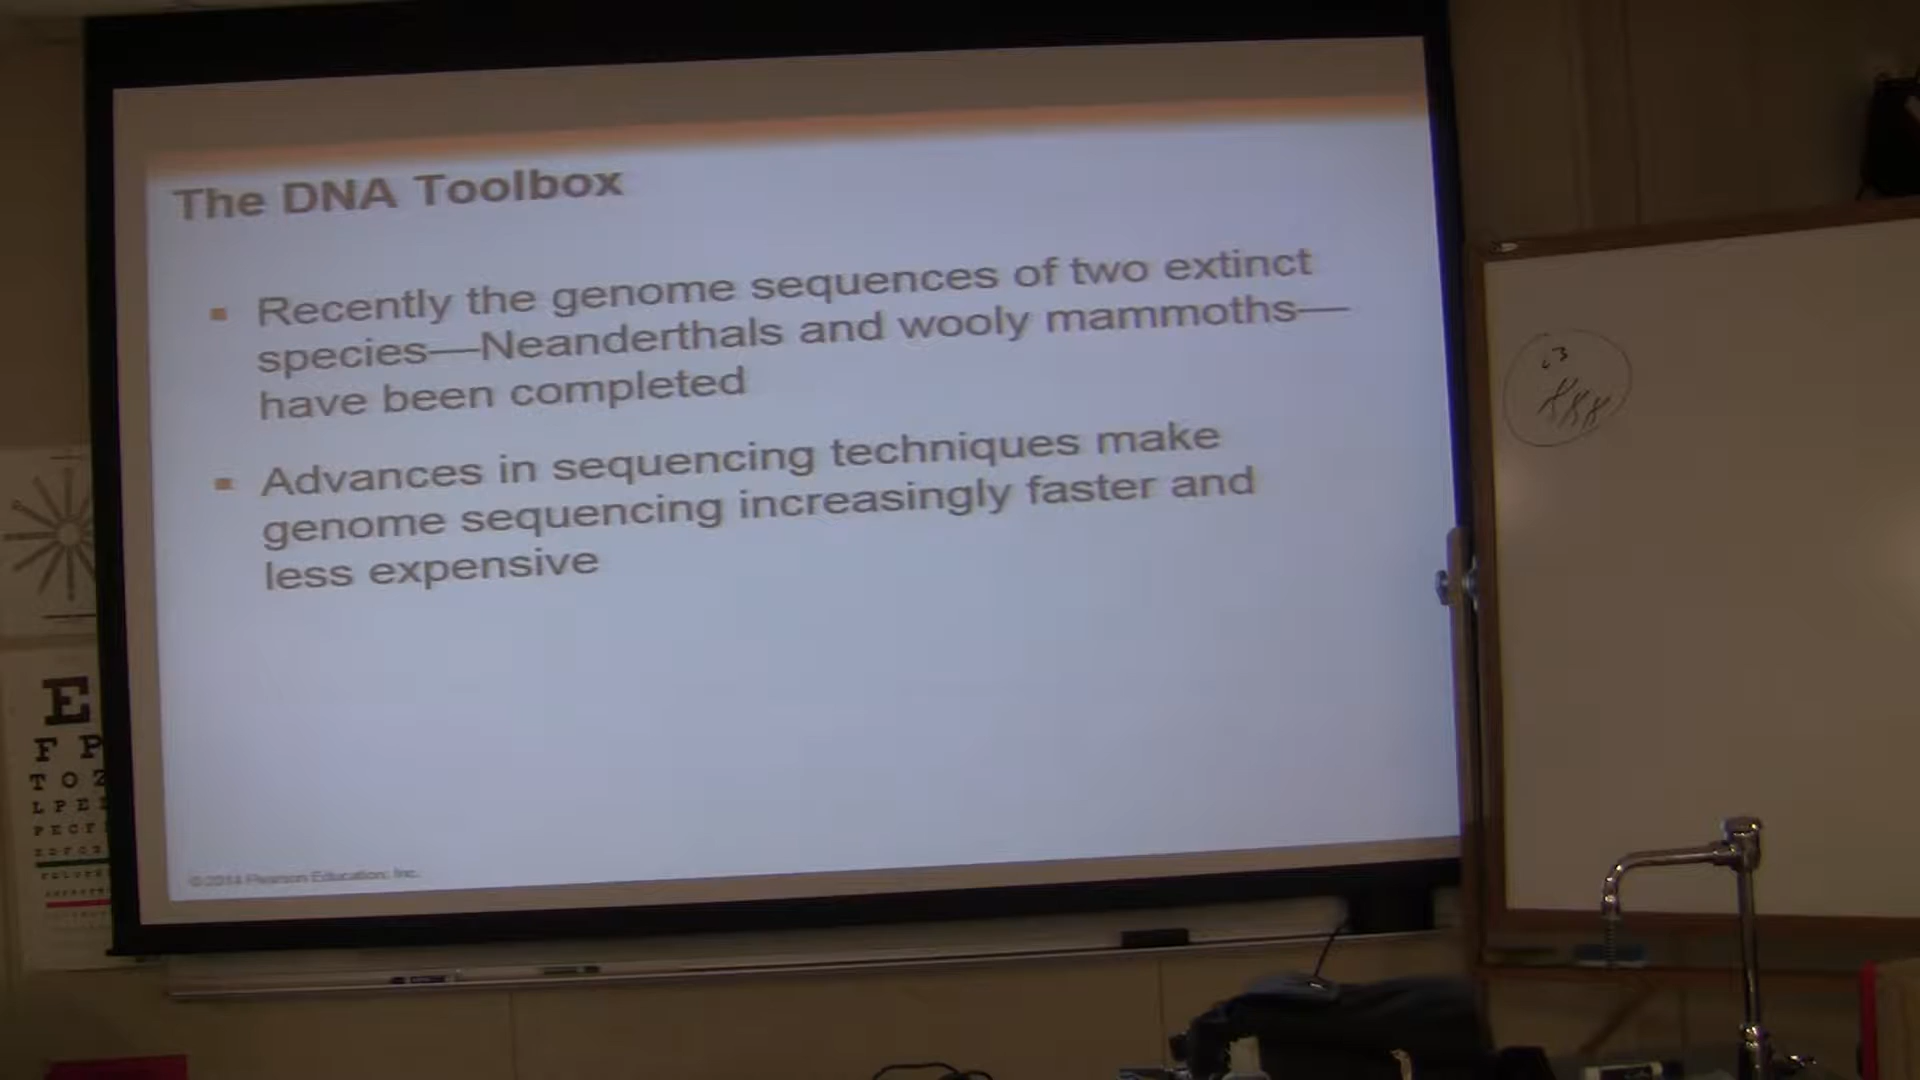 The DNA Toolbox
Recently the genome sequences of two extinct
species—Neanderthals and wooly mammoths—
have been completed
Advances in sequencing techniques make
genome sequencing increasingly faster and
less expensive
© 2014 Pearson Education, Inc.
E
F P
T O Z
L P E
P E C F